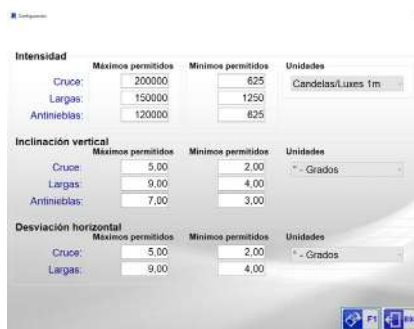 Configuración
Intensidad
Máximos permitidos Mínimos permitidos Unidades
Cruce: 200000 625 Candelas/Luxes 1m
Largas: 150000 1250
Antinieblas: 120000 625
Inclinación vertical
Máximos permitidos Mínimos permitidos Unidades
Cruce: 5,00 2,00 ° - Grados
Largas: 9,00 4,00
Antinieblas: 7,00 3,00
Desviación horizontal
Máximos permitidos Mínimos permitidos Unidades
Cruce: 5,00 2,00 ° - Grados
Largas: 9,00 4,00
F1